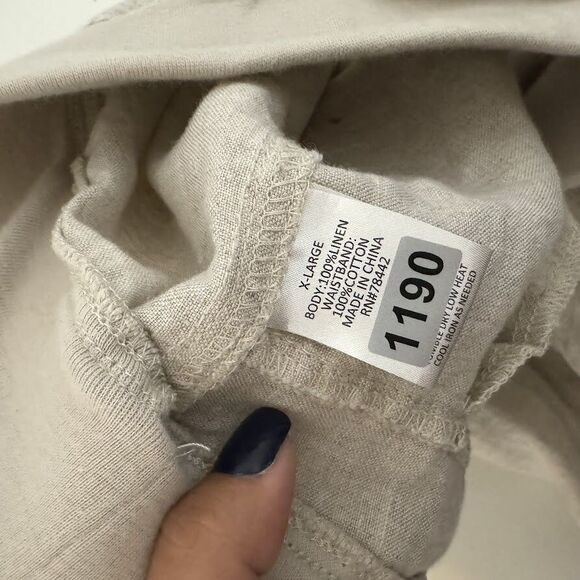 X-LARGE
BODY:100%LINEN
WAISTBAND:
100%COTTON
MADE IN CHINA
RN#78442
1190
DRY LOW HEAT
COOL IRON AS NEEDED